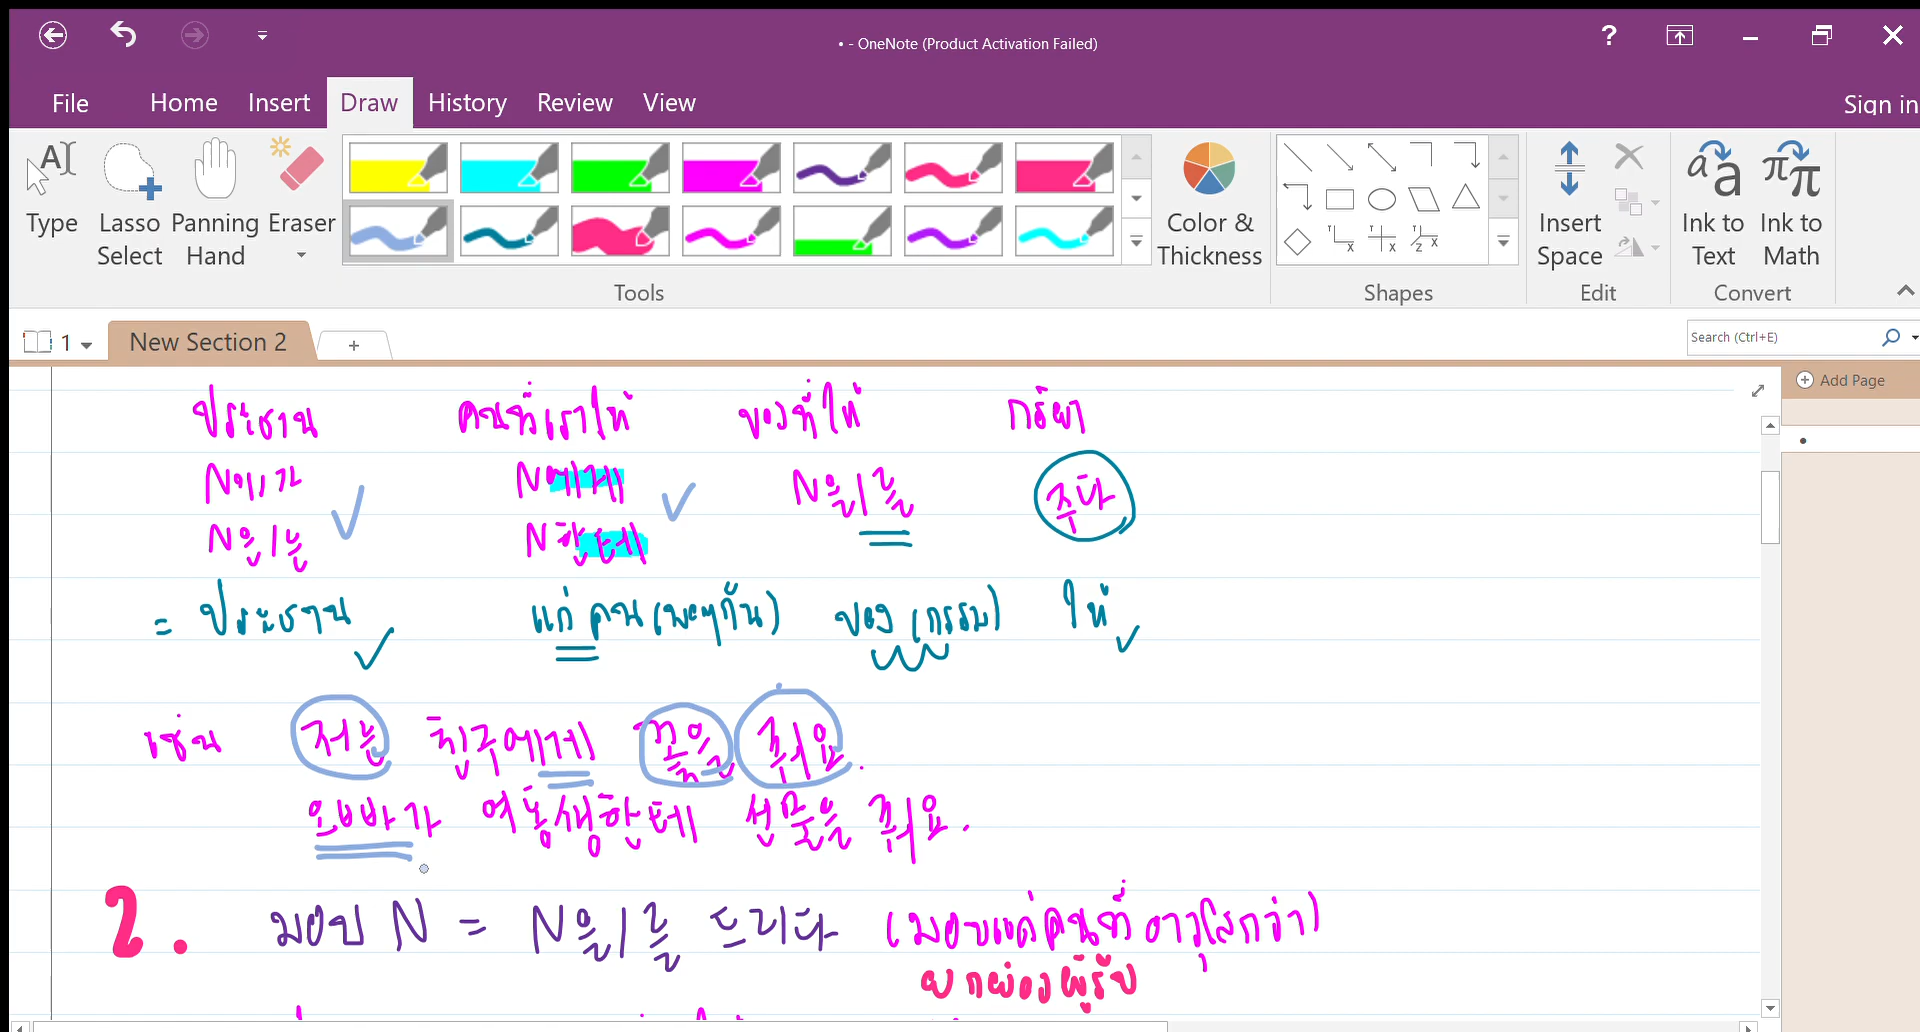 • - OneNote (Product Activation Failed)
?
File Home Insert Draw History Review View Sign in
Type
Lasso Select
Panning Hand
Eraser
Color & Thickness
Insert Space
Ink to Text
Ink to Math
Tools Shapes Edit Convert
1 New Section 2 +
Search (Ctrl+E)
Add Page
ประธาน คนที่เราให้ ของที่ให้ กริยา
N이/가 N에게 N을/를 주다
N은/는 N한테
= ประธาน แก่ คน (พวกกัน) ของ (กรรม) ให้
เช่น 저는 친구에게 꽃을 줘요.
오빠가 여동생한테 선물을 줘요.
2. มอบ N = N을/를 드리다 (มอบแด่คนที่อาวุโสกว่า)
ยกย่องผู้รับ